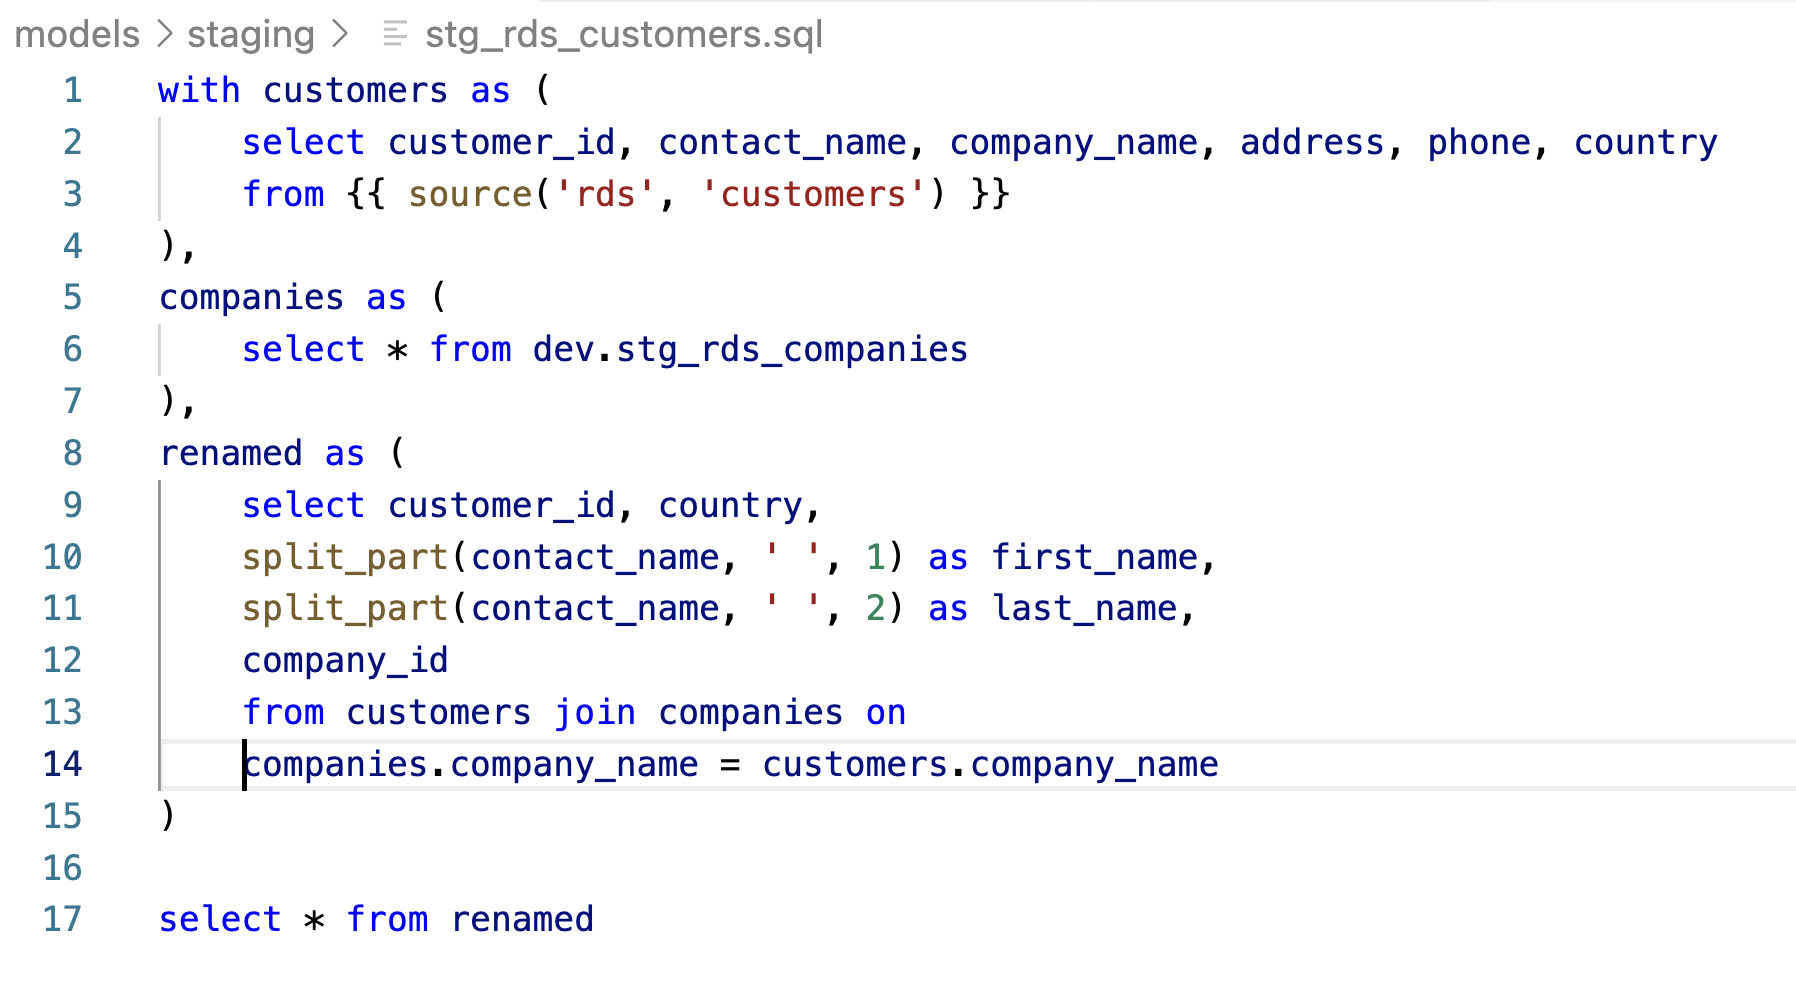 models > staging > stg_rds_customers.sql
1 with customers as (
2 select customer_id, contact_name, company_name, address, phone, country
3 from {{ source('rds', 'customers') }}
4 ),
5 companies as (
6 select * from dev.stg_rds_companies
7 ),
8 renamed as (
9 select customer_id, country,
10 split_part(contact_name, ' ', 1) as first_name,
11 split_part(contact_name, ' ', 2) as last_name,
12 company_id
13 from customers join companies on
14 companies.company_name = customers.company_name
15 )
16
17 select * from renamed